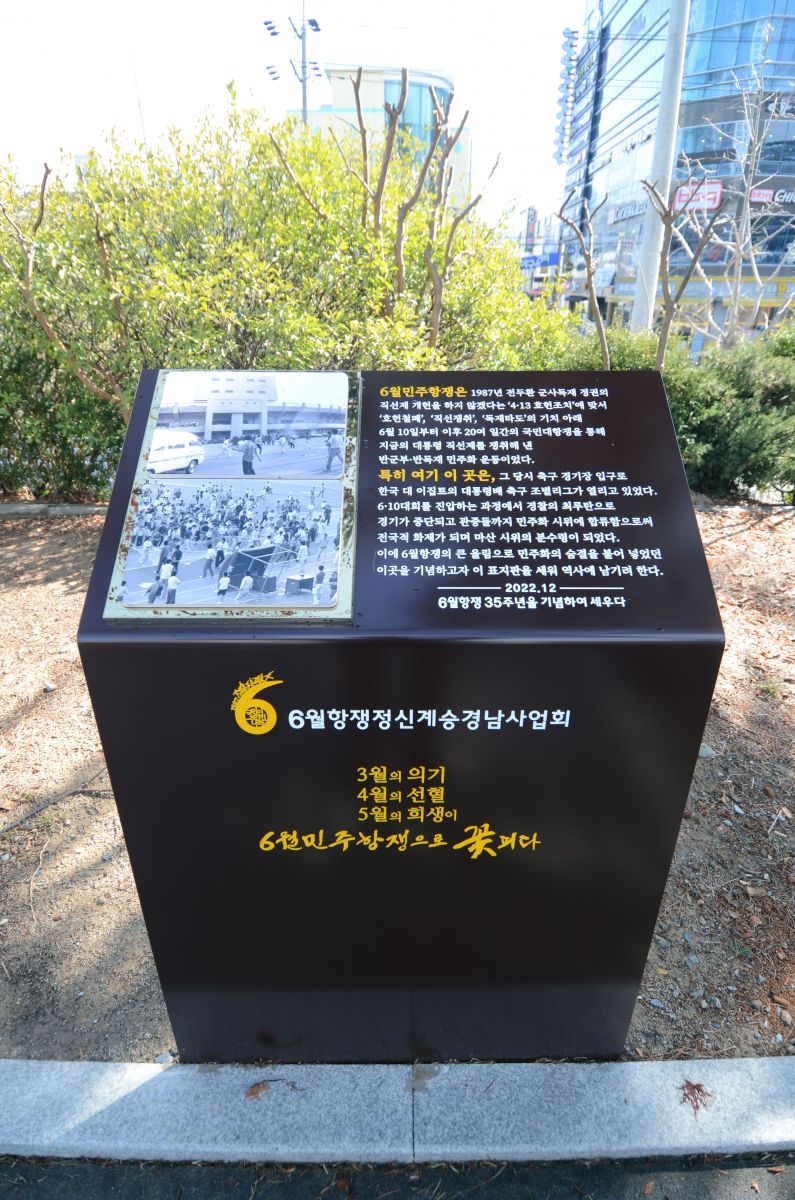 6월민주항쟁은 1987년 전두환 군사독재 정권의
직선제 개헌을 하지 않겠다는 '4·13 호헌조치'에 맞서
'호헌철폐', '직선쟁취', '독재타도'의 기치 아래
6월 10일부터 이후 20여 일간의 국민대항쟁을 통해
지금의 대통령 직선제를 쟁취해 낸
반군부·반독재 민주화 운동이었다.
특히 여기 이 곳은, 그 당시 축구 경기장 입구로
한국 대 이집트의 대통령배 축구 조별리그가 열리고 있었다.
6·10대회를 진압하는 과정에서 경찰의 최루탄으로
경기가 중단되고 관중들까지 민주화 시위에 합류함으로써
전국적 화제가 되며 마산 시위의 분수령이 되었다.
이에 6월항쟁의 큰 울림으로 민주화의 숨결을 불어 넣었던
이곳을 기념하고자 이 표지판을 세워 역사에 남기려 한다.
2022.12
6월항쟁 35주년을 기념하여 세우다
6월항쟁정신계승경남사업회
3월의 의기
4월의 선혈
5월의 희생이
6월민주항쟁으로 꽃피다